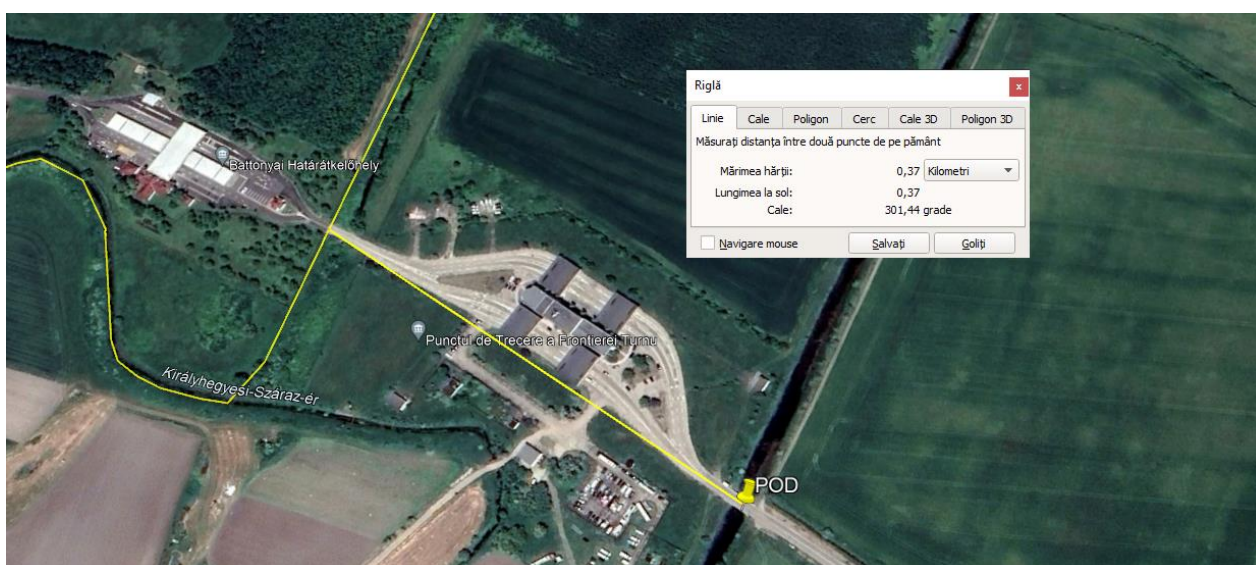 Riglă
x
Linie Cale Poligon Cerc Cale 3D Poligon 3D
Măsurați distanța între două puncte de pe pământ
Mărimea hărții: 0,37 Kilometri
Lungimea la sol: 0,37
Cale: 301,44 grade
Navigare mouse Salvați Goliți
Battonyai Határátkelőhely
Punctul de Trecere a Frontierei Turnu
Királyhegyesi-Száraz-ér
POD